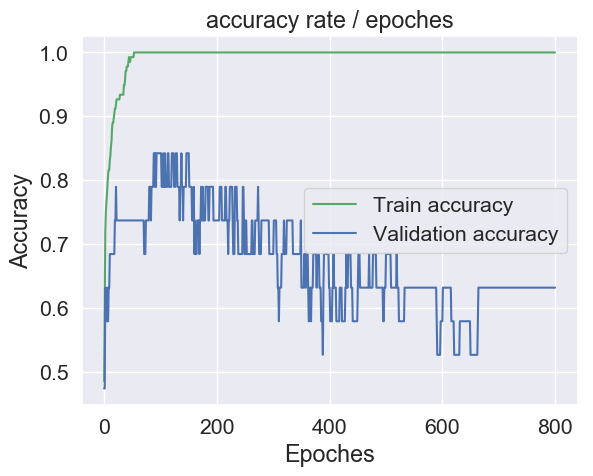 accuracy rate / epoches
1.0
0.9
0.8
0.7
0.6
0.5
Accuracy
Train accuracy
Validation accuracy
0 200 400 600 800
Epoches